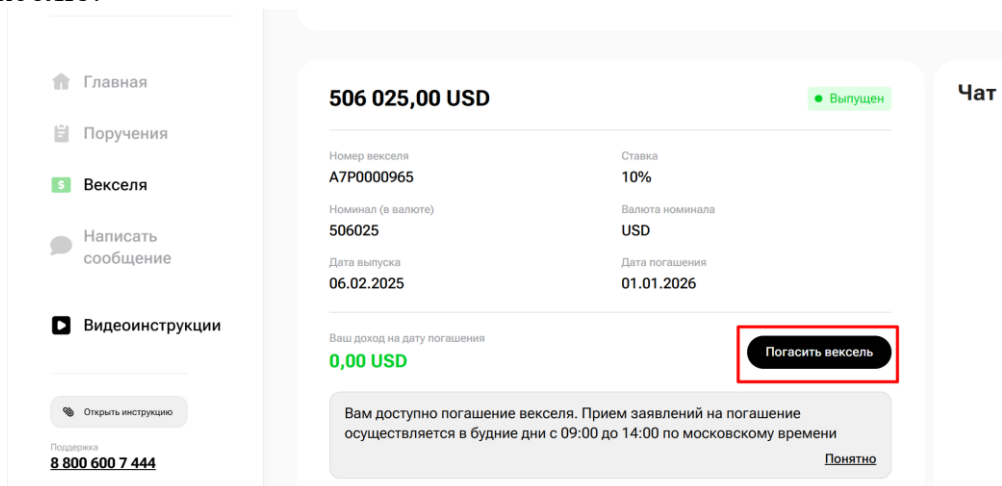 Главная
Поручения
Векселя
Написать
сообщение
Видеоинструкции
Открыть инструкцию
Поддержка
8 800 600 7 444
506 025,00 USD
Выпущен
Номер векселя
Ставка
A7P0000965
10%
Номинал (в валюте)
Валюта номинала
506025
USD
Дата выпуска
Дата погашения
06.02.2025
01.01.2026
Ваш доход на дату погашения
0,00 USD
Погасить вексель
Вам доступно погашение векселя. Прием заявлений на погашение
осуществляется в будние дни с 09:00 до 14:00 по московскому времени
Понятно
Чат